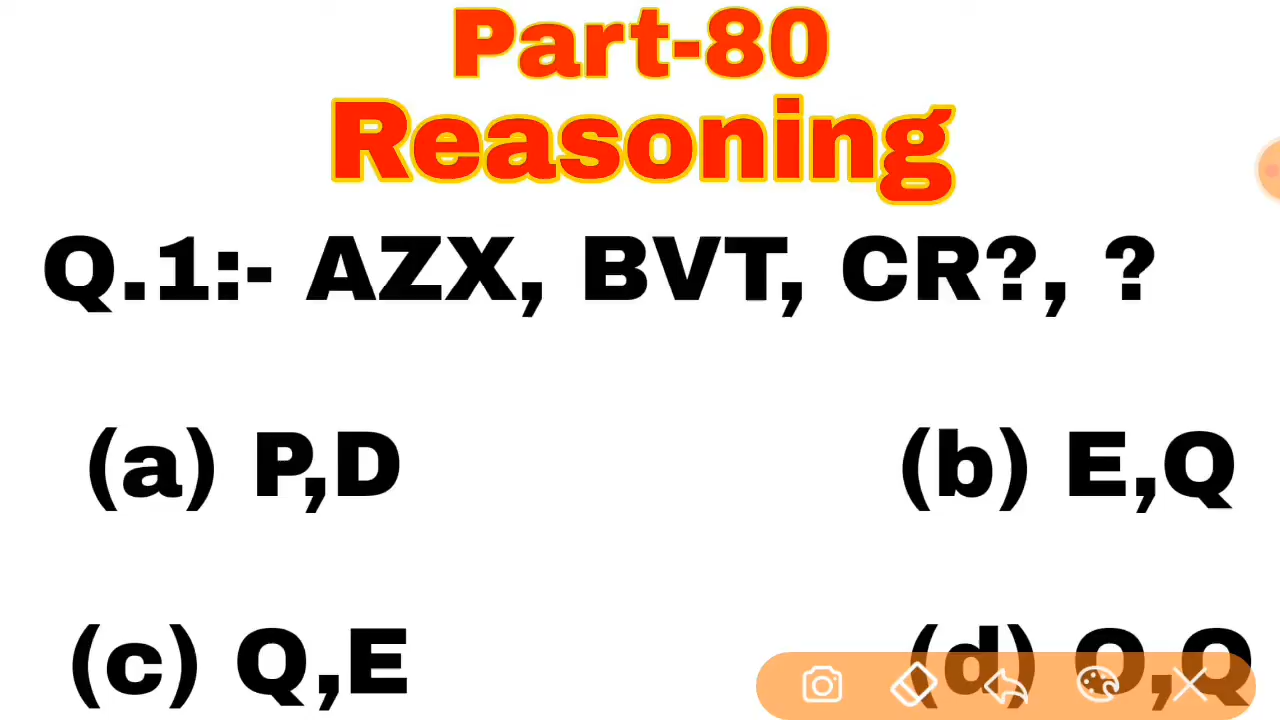 Part-80
Reasoning
Q.1:- AZX, BVT, CR?, ?
(a) P,D (b) E,Q
(c) Q,E (d) O,Q